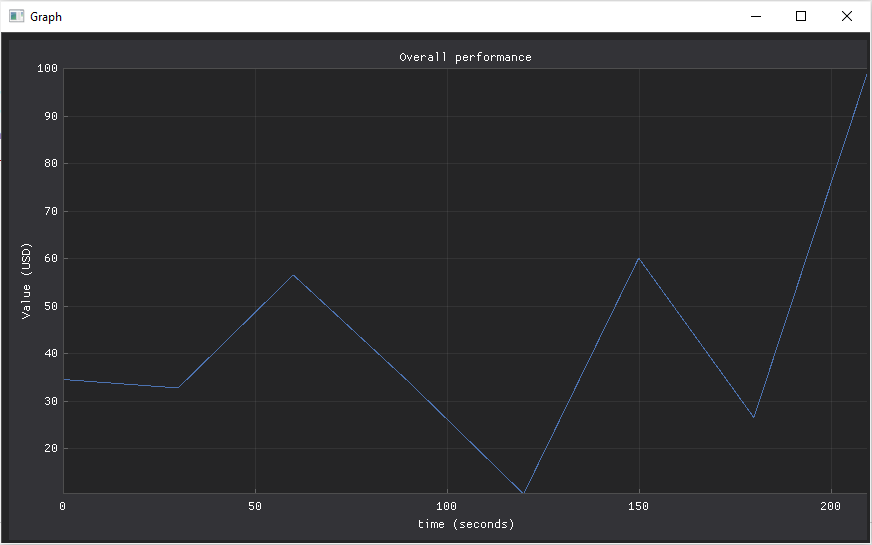 Graph
Overall performance
100
90
80
70
60
50
40
30
20
Value (USD)
0 50 100 150 200
time (seconds)